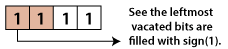 1 1 1 1
See the leftmost
vacated bits are
filled with sign(1).